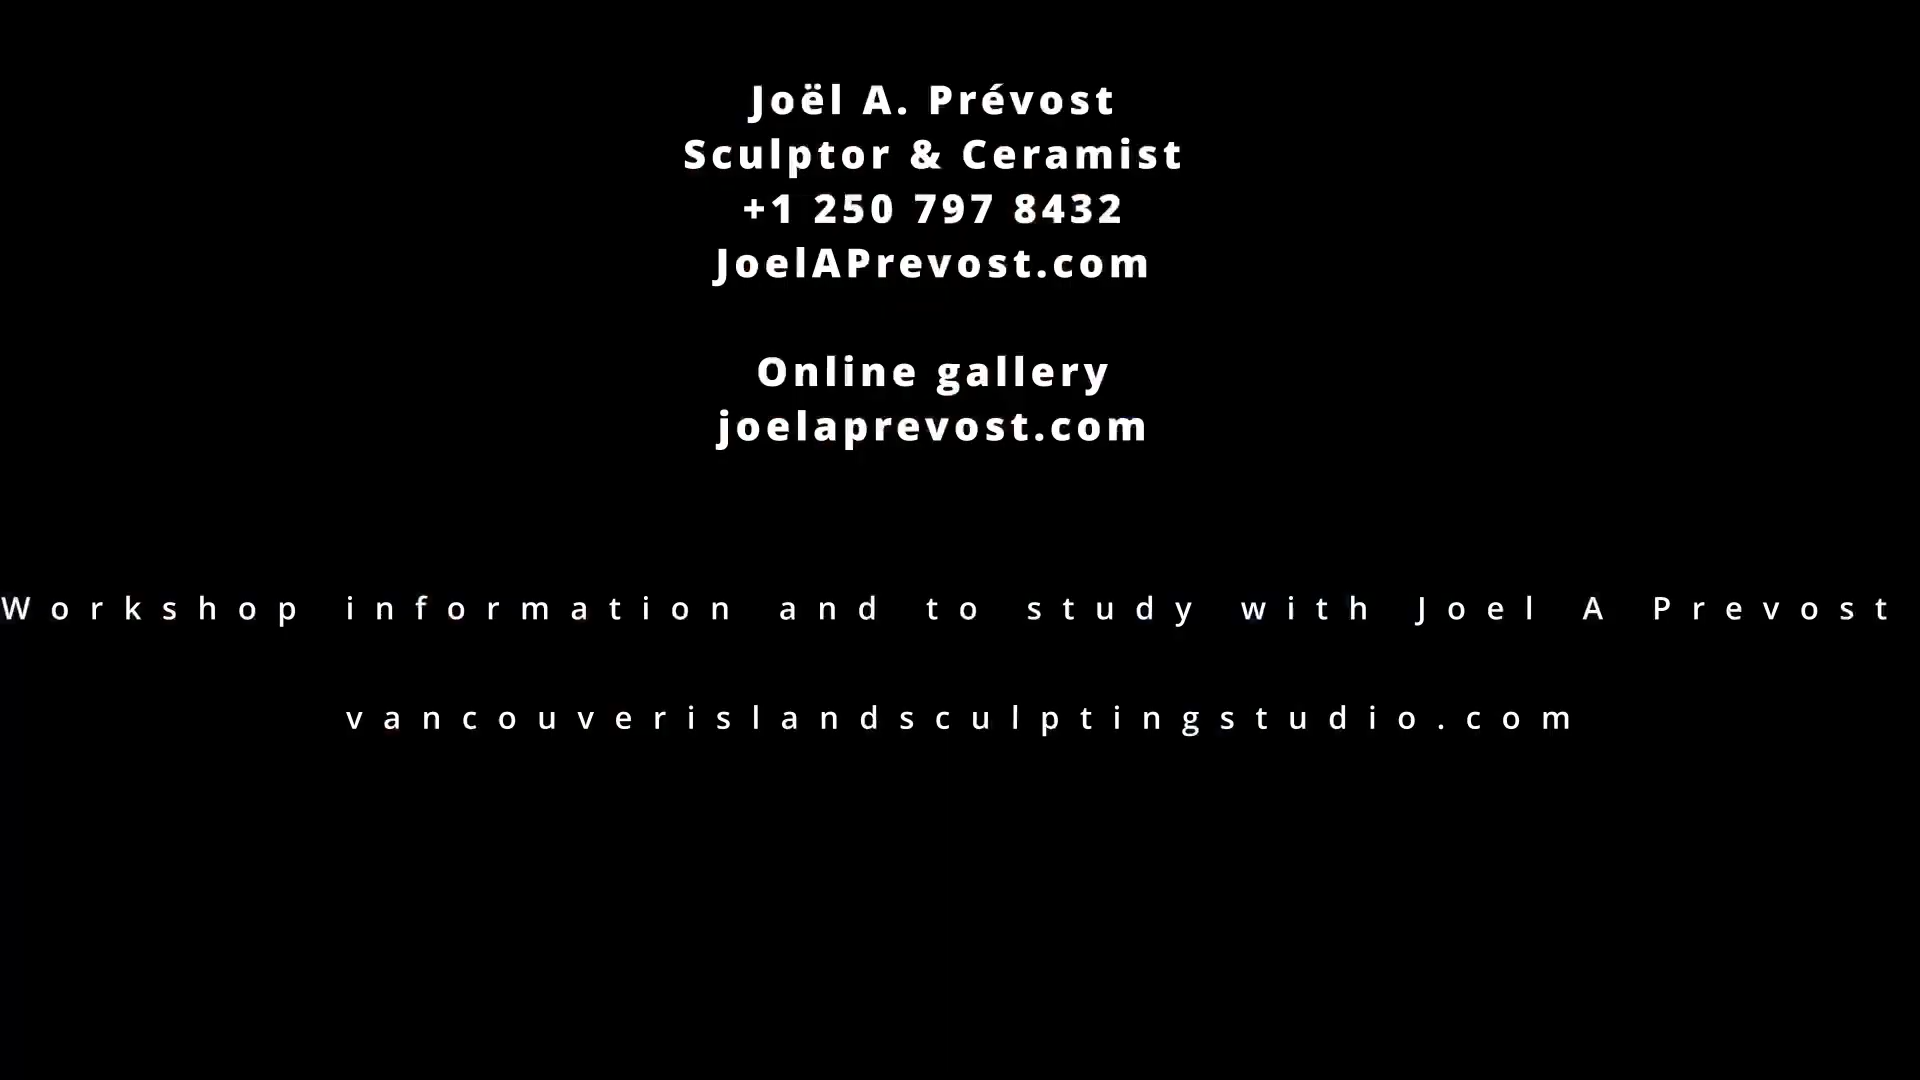 Joël A. Prévost
Sculptor & Ceramist
+1 250 797 8432
JoelAPrevost.com
Online gallery
joelaprevost.com
Workshop information and to study with Joel A Prevost
vancouverislandsculptingstudio.com